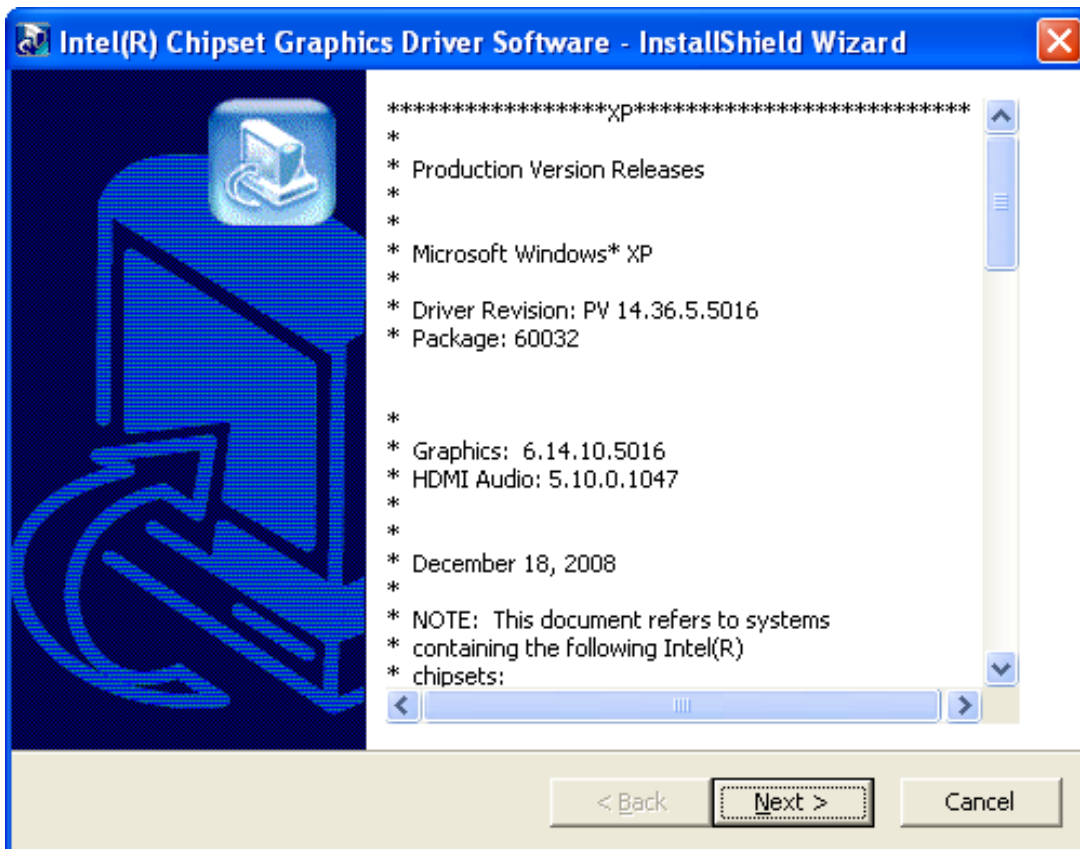 Intel(R) Chipset Graphics Driver Software - InstallShield Wizard
******************XP***************************
*
* Production Version Releases
*
*
* Microsoft Windows* XP
*
* Driver Revision: PV 14.36.5.5016
* Package: 60032
*
* Graphics: 6.14.10.5016
* HDMI Audio: 5.10.0.1047
*
*
* December 18, 2008
*
* NOTE: This document refers to systems
* containing the following Intel(R)
* chipsets:
< Back
Next >
Cancel